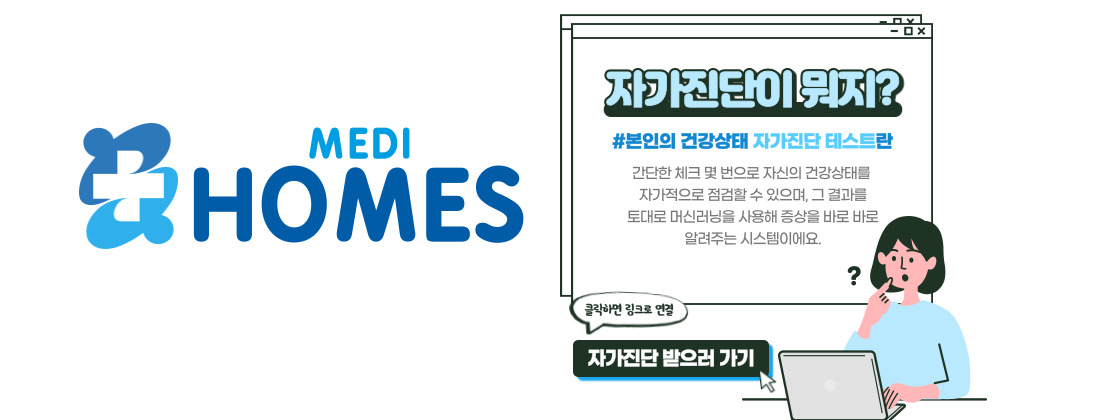 MEDI
HOMES
자가진단이 뭐지?
#본인의 건강상태 자가진단 테스트란
간단한 체크 몇 번으로 자신의 건강상태를
자가적으로 점검할 수 있으며, 그 결과를
토대로 머신러닝을 사용해 증상을 바로 바로
알려주는 시스템이에요.
?
클릭하면 링크로 연결
자가진단 받으러 가기